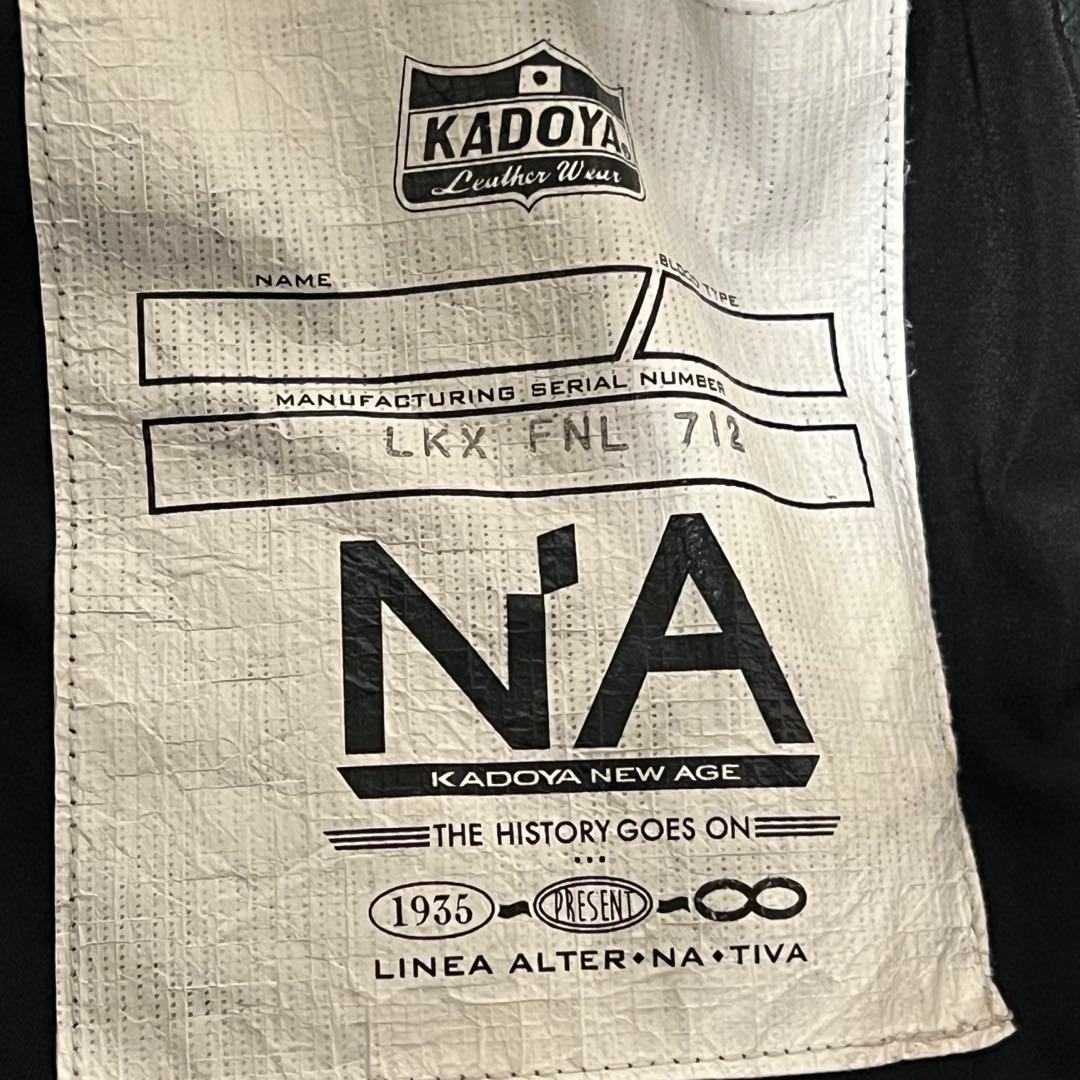 KADOYA®
Leather Wear
NAME
BLOOD TYPE
MANUFACTURING SERIAL NUMBER
LKX FNL 712
N'A
KADOYA NEW AGE
THE HISTORY GOES ON
...
1935~PRESENT~∞
LINEA ALTER◆NA◆TIVA